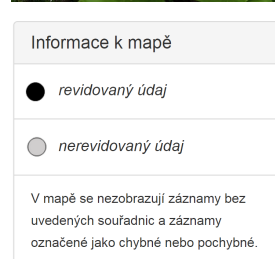 Informace k mapě
revidovaný údaj
nerevidovaný údaj
V mapě se nezobrazují záznamy bez
uvedených souřadnic a záznamy
označené jako chybné nebo pochybné.